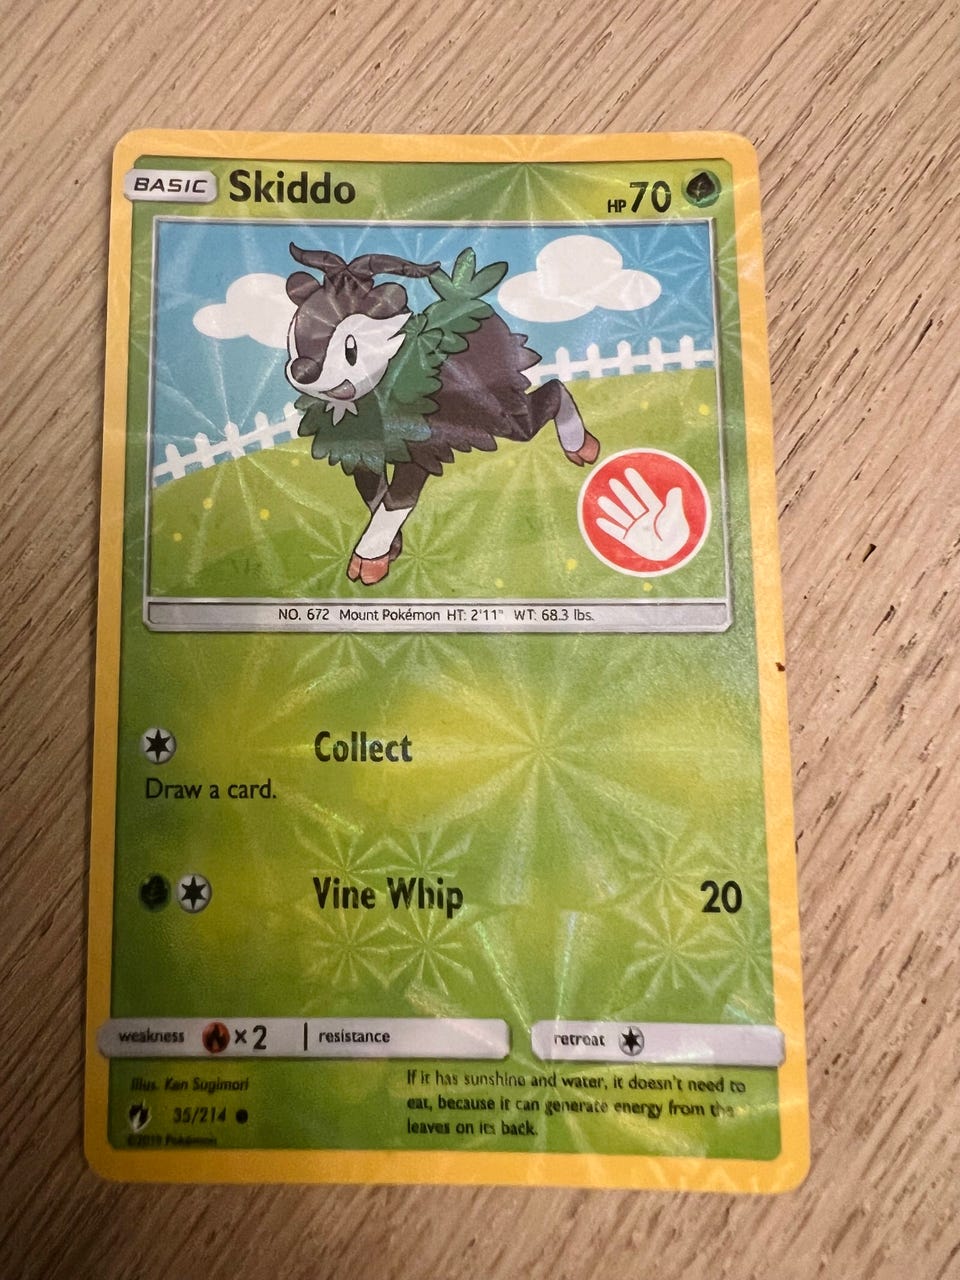 BASIC Skiddo HP 70
NO. 672 Mount Pokémon HT: 2'11" WT: 68.3 lbs.
Collect
Draw a card.
Vine Whip 20
weakness ×2 resistance retreat
Illus. Ken Sugimori
35/214
©2019 Pokémon
If it has sunshine and water, it doesn't need to
eat, because it can generate energy from the
leaves on its back.